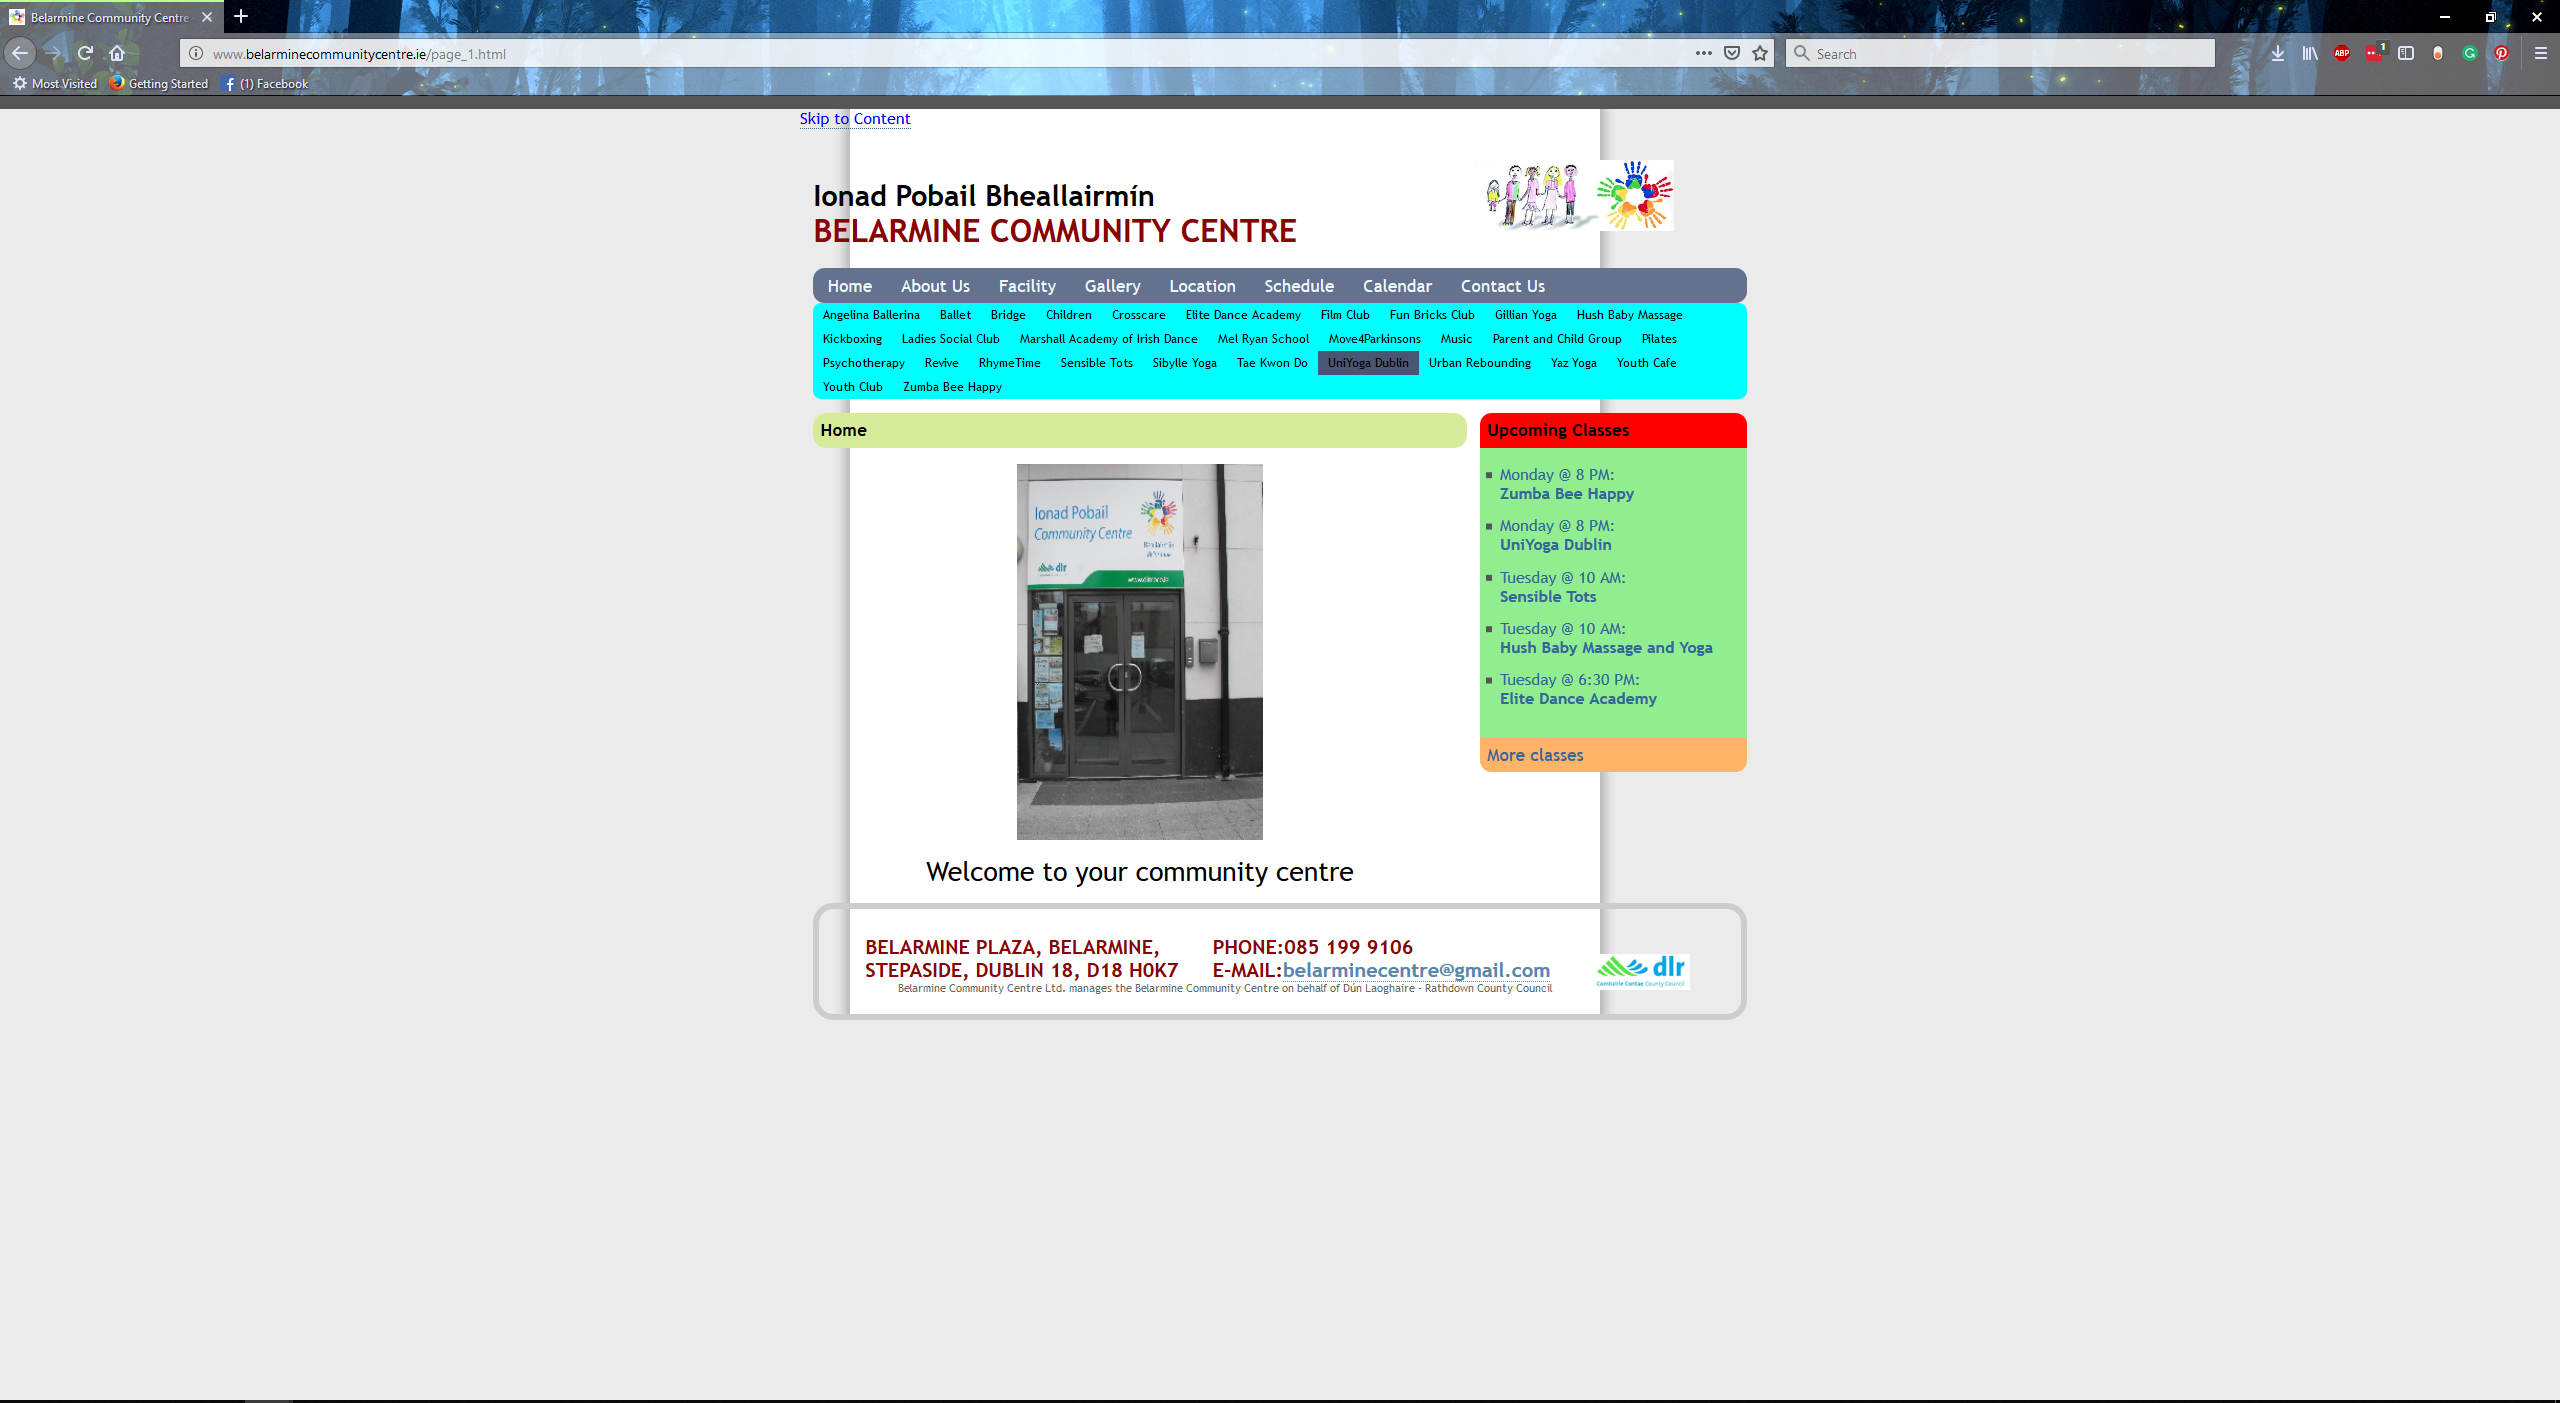 Belarmine Community Centre
www.belarminecommunitycentre.ie/page_1.html
Search
ABP
1
Most Visited
Getting Started
(1) Facebook
Skip to Content
Ionad Pobail Bheallairmín
BELARMINE COMMUNITY CENTRE
Home About Us Facility Gallery Location Schedule Calendar Contact Us
Angelina Ballerina Ballet Bridge Children Crosscare Elite Dance Academy Film Club Fun Bricks Club Gillian Yoga Hush Baby Massage
Kickboxing Ladies Social Club Marshall Academy of Irish Dance Mel Ryan School Move4Parkinsons Music Parent and Child Group Pilates
Psychotherapy Revive RhymeTime Sensible Tots Sibylle Yoga Tae Kwon Do UniYoga Dublin Urban Rebounding Yaz Yoga Youth Cafe
Youth Club Zumba Bee Happy
Home
Ionad Pobail
Community Centre
dlr
Welcome to your community centre
Upcoming Classes
Monday @ 8 PM:
Zumba Bee Happy
Monday @ 8 PM:
UniYoga Dublin
Tuesday @ 10 AM:
Sensible Tots
Tuesday @ 10 AM:
Hush Baby Massage and Yoga
Tuesday @ 6:30 PM:
Elite Dance Academy
More classes
BELARMINE PLAZA, BELARMINE,
STEPASIDE, DUBLIN 18, D18 H0K7
PHONE:085 199 9106
E-MAIL:belarminecentre@gmail.com
Belarmine Community Centre Ltd. manages the Belarmine Community Centre on behalf of Dún Laoghaire - Rathdown County Council
dlr
Comhairle Contae County Council